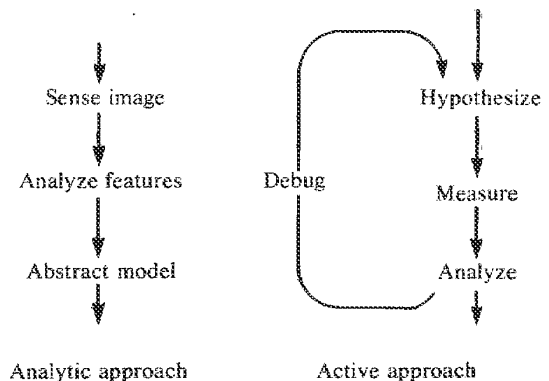 Sense image
Analyze features
Abstract model
Analytic approach
Hypothesize
Measure
Analyze
Debug
Active approach